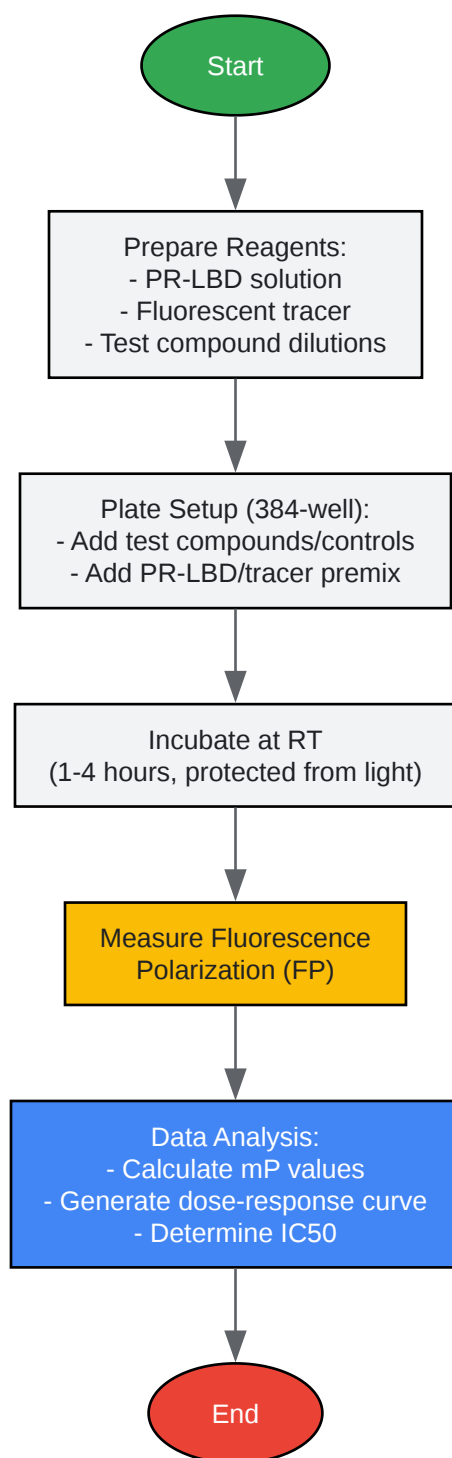 Start
Prepare Reagents:
- PR-LBD solution
- Fluorescent tracer
- Test compound dilutions
Plate Setup (384-well):
- Add test compounds/controls
- Add PR-LBD/tracer premix
Incubate at RT
(1-4 hours, protected from light)
Measure Fluorescence
Polarization (FP)
Data Analysis:
- Calculate mP values
- Generate dose-response curve
- Determine IC50
End